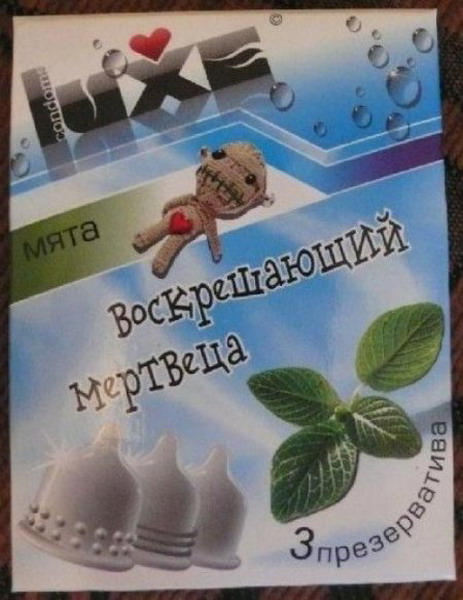 condoms
luxe
©
мята
Воскрешающий
мертвеца
3 презерватива